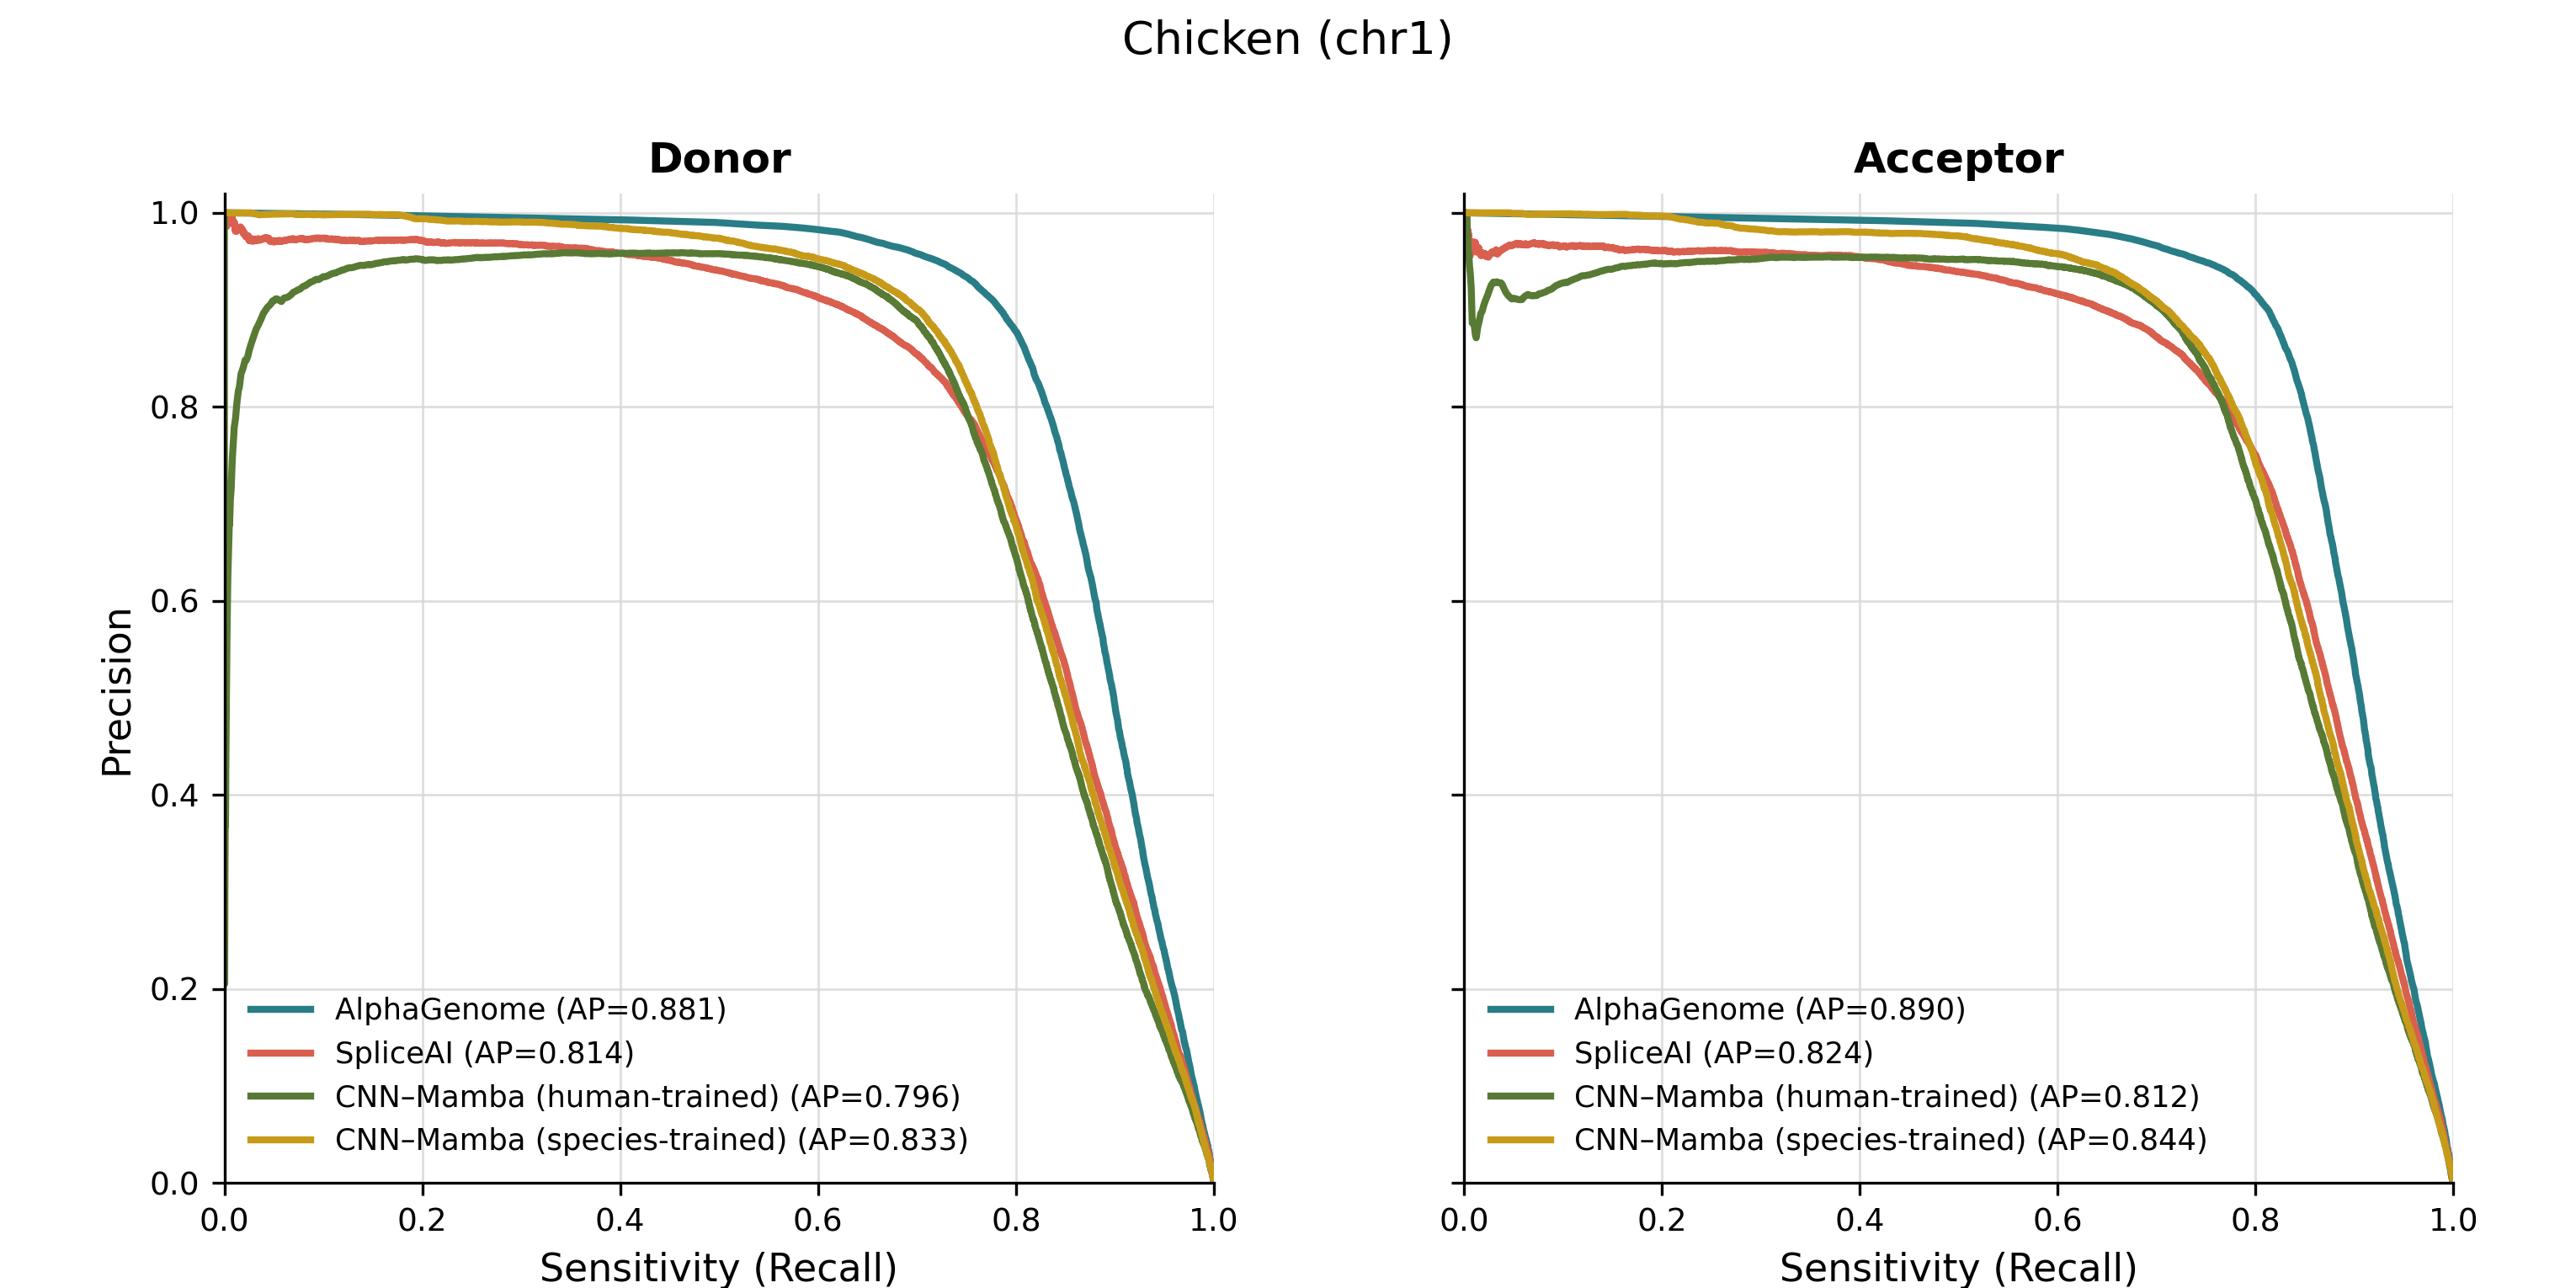 Chicken (chr1)
Donor
Precision
1.0
0.8
0.6
0.4
0.2
0.0
AlphaGenome (AP=0.881)
SpliceAI (AP=0.814)
CNN–Mamba (human-trained) (AP=0.796)
CNN–Mamba (species-trained) (AP=0.833)
0.0 0.2 0.4 0.6 0.8 1.0
Sensitivity (Recall)
Acceptor
AlphaGenome (AP=0.890)
SpliceAI (AP=0.824)
CNN–Mamba (human-trained) (AP=0.812)
CNN–Mamba (species-trained) (AP=0.844)
0.0 0.2 0.4 0.6 0.8 1.0
Sensitivity (Recall)